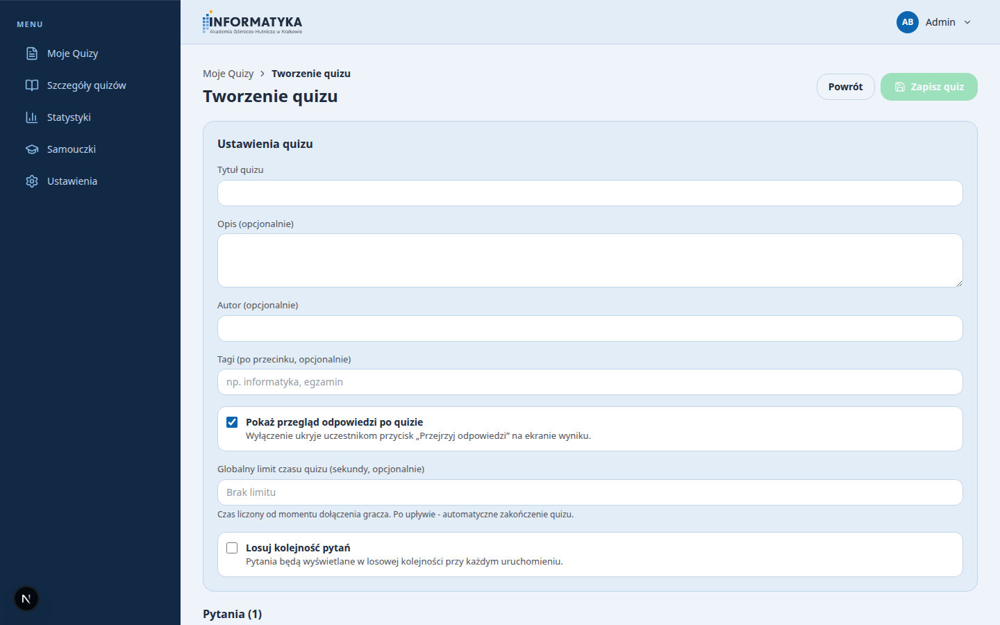 MENU
Moje Quizy
Szczegóły quizów
Statystyki
Samouczki
Ustawienia
INFORMATYKA
Akademia Górniczo-Hutnicza w Krakowie
AB
Admin
Moje Quizy > Tworzenie quizu
Tworzenie quizu
Powrót
Zapisz quiz
Ustawienia quizu
Tytuł quizu
Opis (opcjonalnie)
Autor (opcjonalnie)
Tagi (po przecinku, opcjonalnie)
np. informatyka, egzamin
Pokaż przegląd odpowiedzi po quizie
Wyłączenie ukryje uczestnikom przycisk „Przejrzyj odpowiedzi” na ekranie wyniku.
Globalny limit czasu quizu (sekundy, opcjonalnie)
Brak limitu
Czas liczony od momentu dołączenia gracza. Po upływie - automatyczne zakończenie quizu.
Losuj kolejność pytań
Pytania będą wyświetlane w losowej kolejności przy każdym uruchomieniu.
Pytania (1)
N